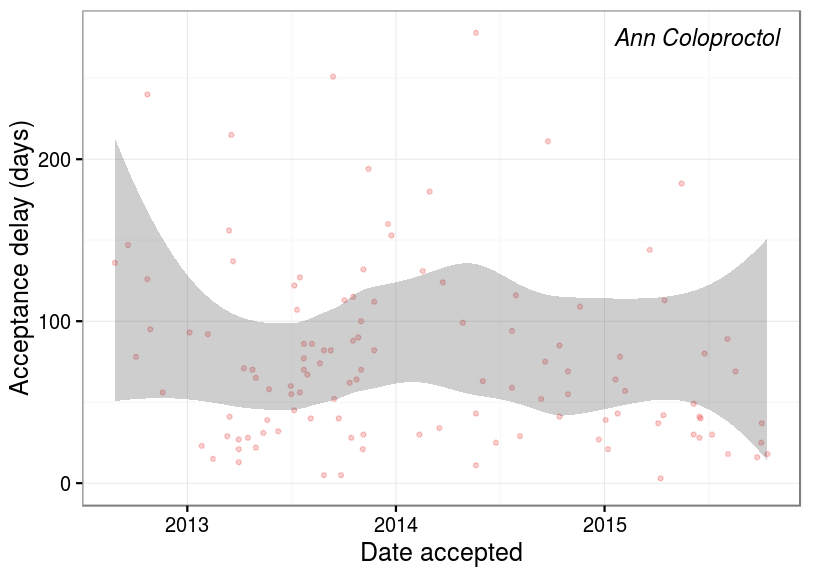 Ann Coloproctol
Acceptance delay (days)
200
100
0
2013 2014 2015
Date accepted